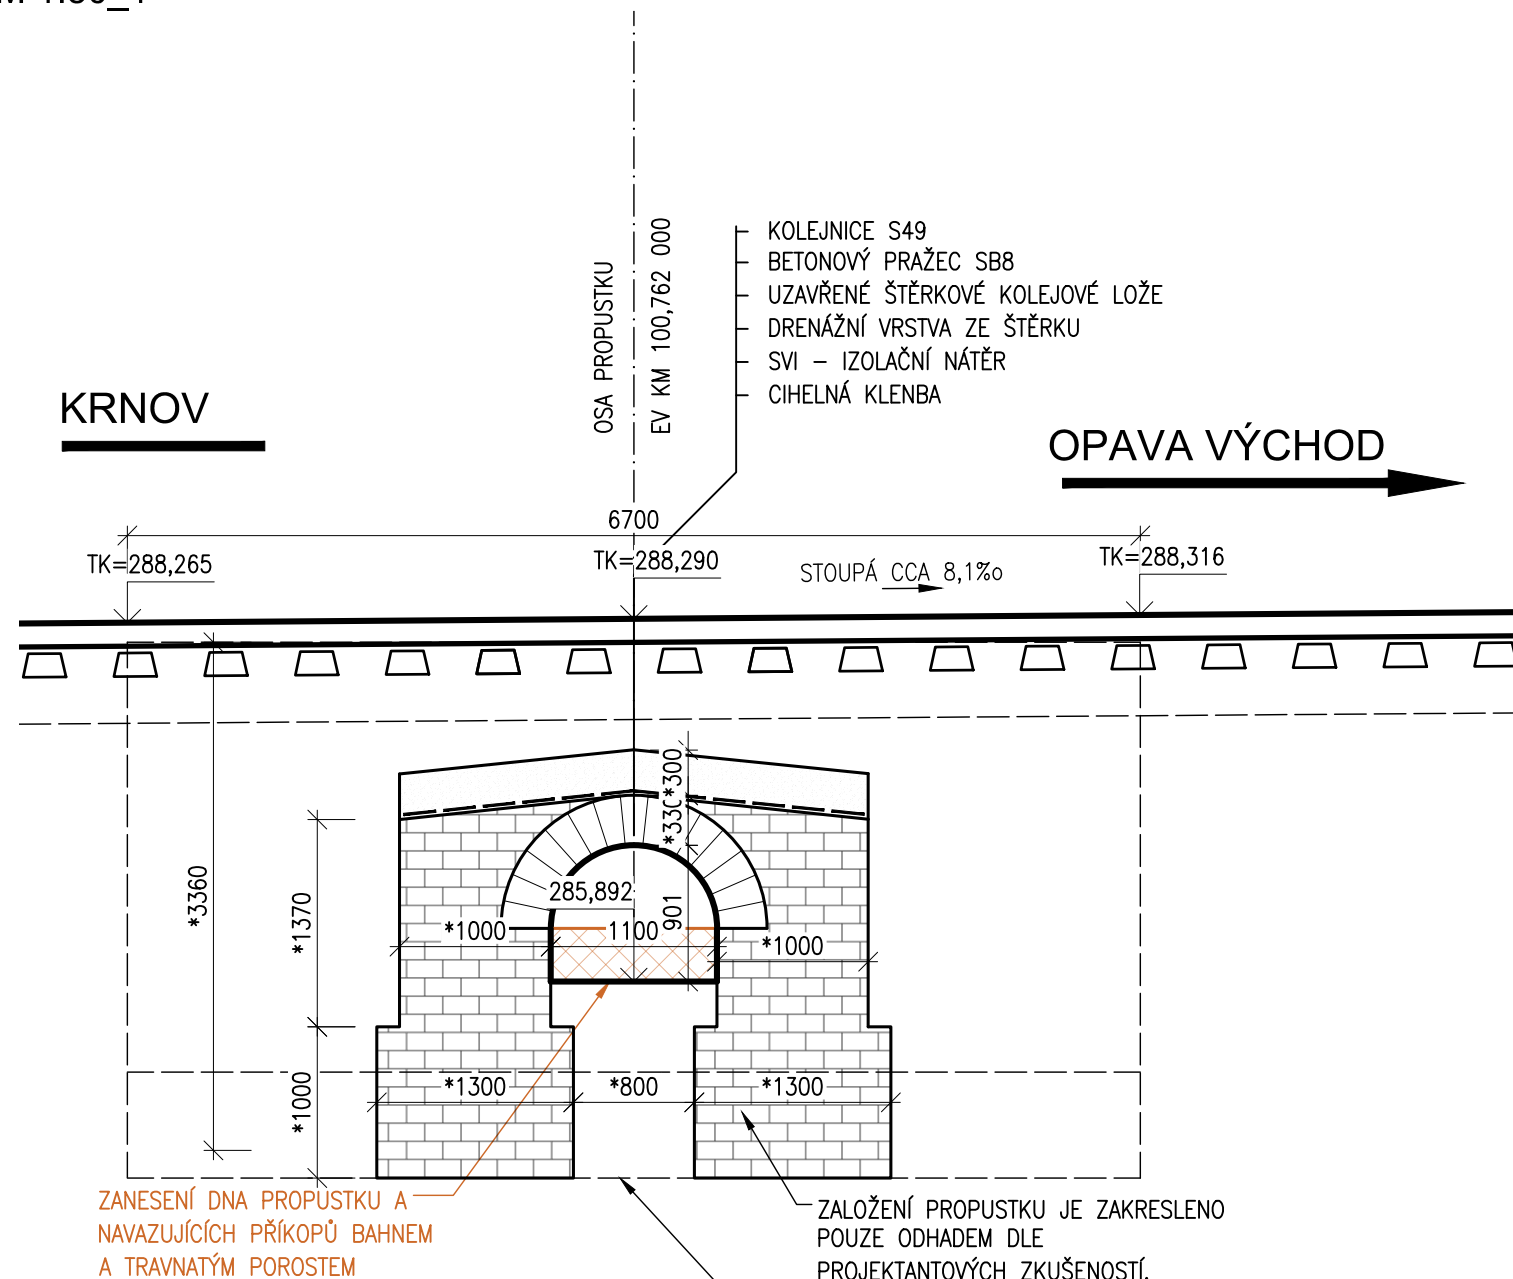 OSA PROPUSTKU
EV KM 100,762 000
KOLEJNICE S49
BETONOVÝ PRAŽEC SB8
UZAVŘENÉ ŠTĚRKOVÉ KOLEJOVÉ LOŽE
DRENÁŽNÍ VRSTVA ZE ŠTĚRKU
SVI – IZOLAČNÍ NÁTĚR
CIHELNÁ KLENBA
KRNOV
OPAVA VÝCHOD
6700
TK=288,265
TK=288,290
TK=288,316
STOUPÁ CCA 8,1‰
*300
*330
901
285,892
*3360
*1370
*1000
1100
*1000
*1000
*1300
*800
*1300
ZANESENÍ DNA PROPUSTKU A
NAVAZUJÍCÍCH PŘÍKOPŮ BAHNEM
A TRAVNATÝM POROSTEM
ZALOŽENÍ PROPUSTKU JE ZAKRESLENO
POUZE ODHADEM DLE
PROJEKTANTOVÝCH ZKUŠENOSTÍ.